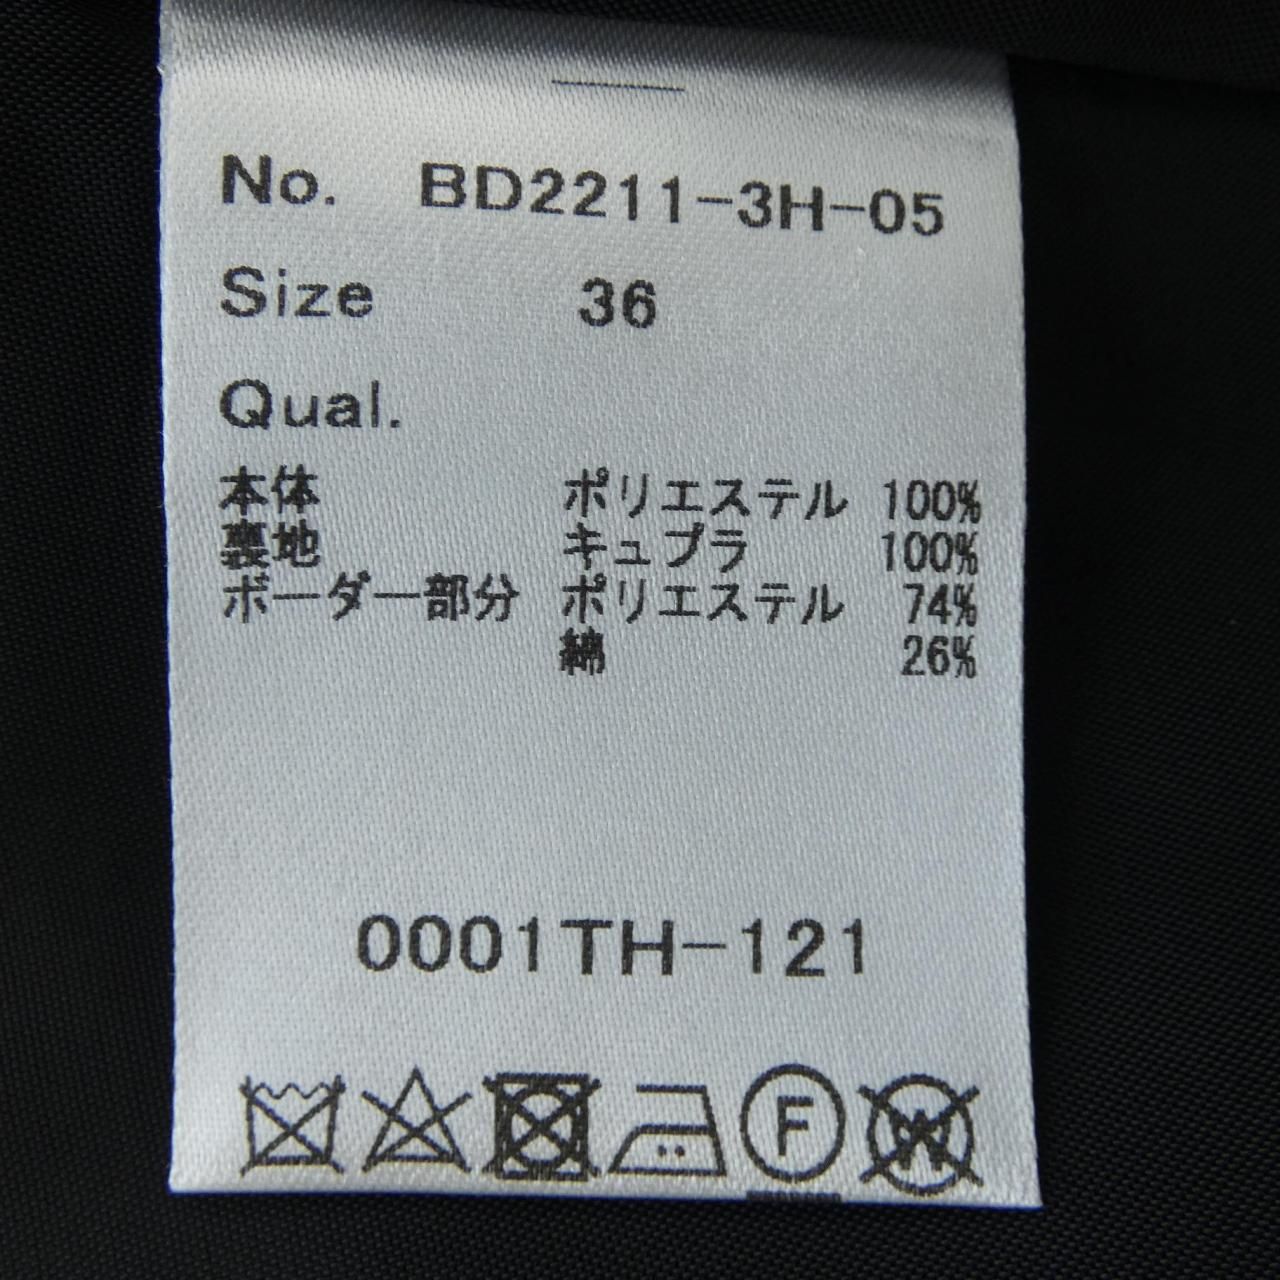 No. BD2211-3H-05
Size 36
Qual.
本体 ポリエステル 100%
裏地 キュプラ 100%
ボーダー部分 ポリエステル 74%
綿 26%
0001TH-121
F W